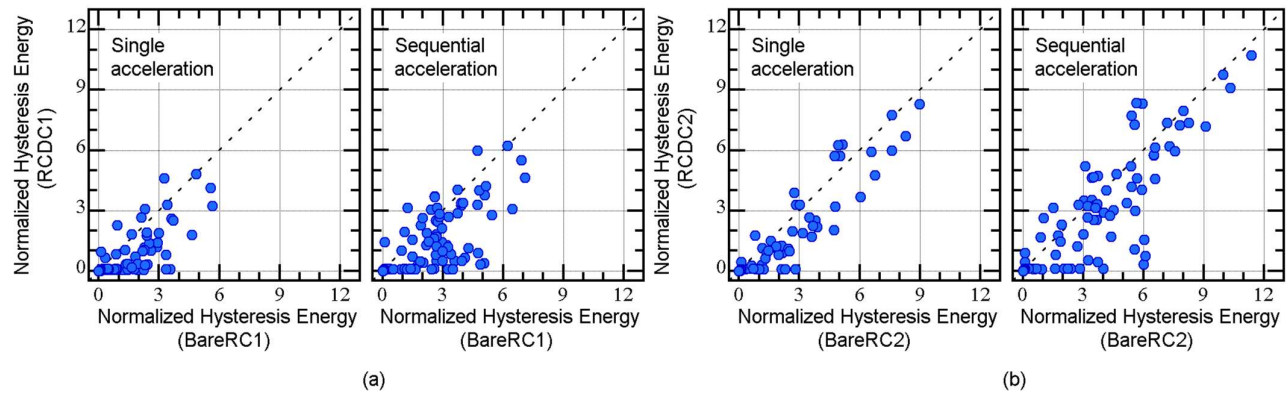 Normalized Hysteresis Energy
(RCDC1)
12
9
6
3
0
Single
acceleration
0
3
6
9
12
Normalized Hysteresis Energy
(BareRC1)
Sequential
acceleration
0
3
6
9
12
Normalized Hysteresis Energy
(BareRC1)
(a)
Normalized Hysteresis Energy
(RCDC2)
12
9
6
3
0
Single
acceleration
0
3
6
9
12
Normalized Hysteresis Energy
(BareRC2)
Sequential
acceleration
0
3
6
9
12
Normalized Hysteresis Energy
(BareRC2)
(b)